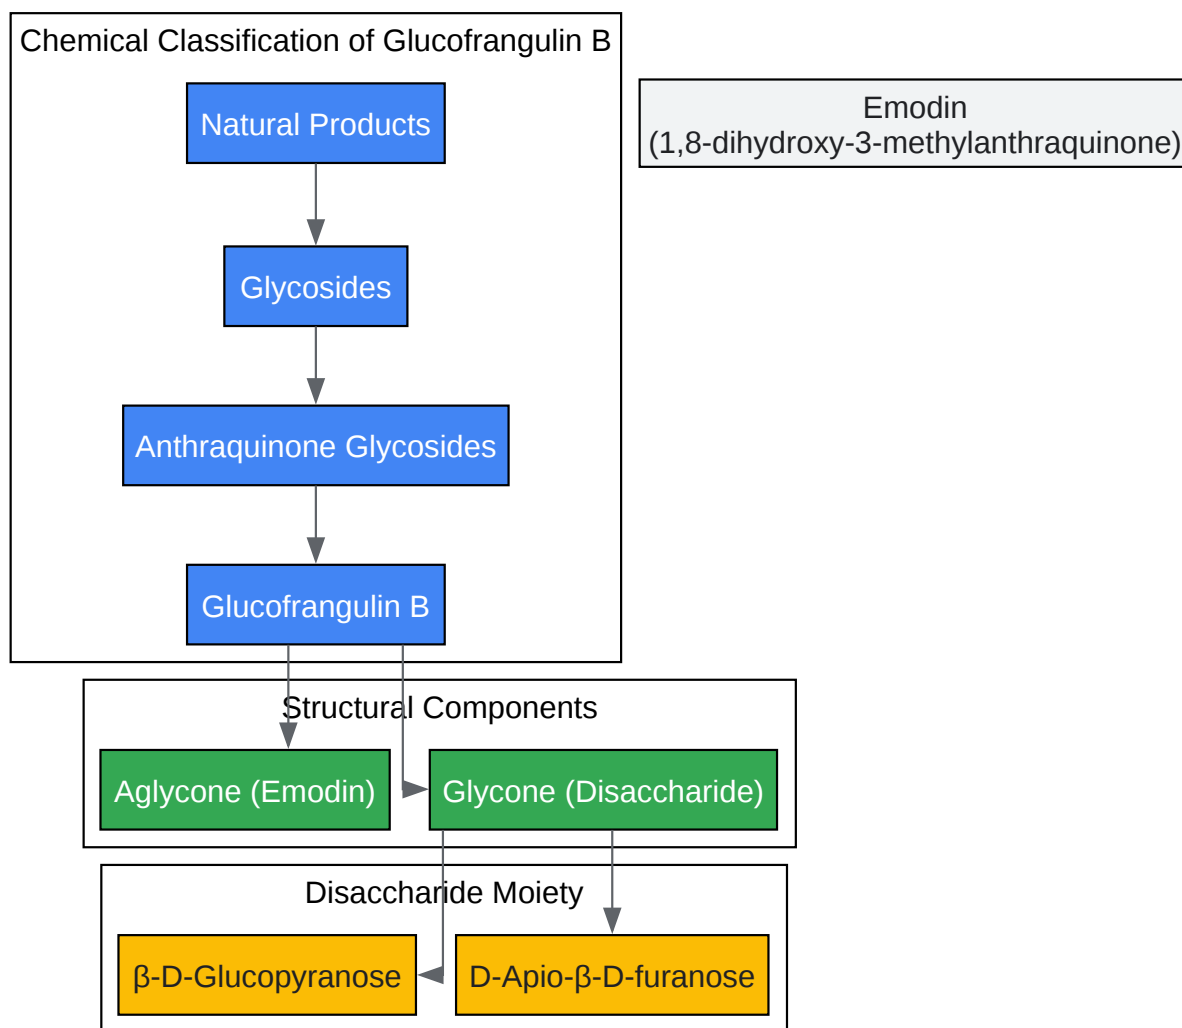 Chemical Classification of Glucofrangulin B
Natural Products
Emodin
(1,8-dihydroxy-3-methylanthraquinone)
Glycosides
Anthraquinone Glycosides
Glucofrangulin B
Structural Components
Aglycone (Emodin)
Glycone (Disaccharide)
Disaccharide Moiety
β-D-Glucopyranose
D-Apio-β-D-furanose